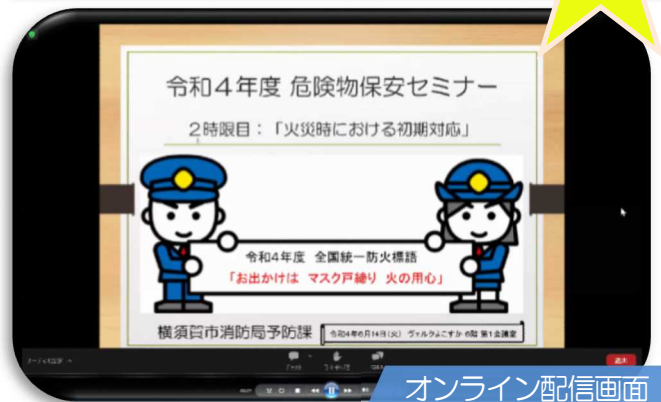 令和４年度 危険物保安セミナー
２時限目：「火災時における初期対応」
令和4年度 全国統一防火標語
「お出かけは マスク戸締り 火の用心」
横須賀市消防局予防課
令和4年6月14日(火) ヴェルクよこすか 6階 第1会議室
退出
オンライン配信画面